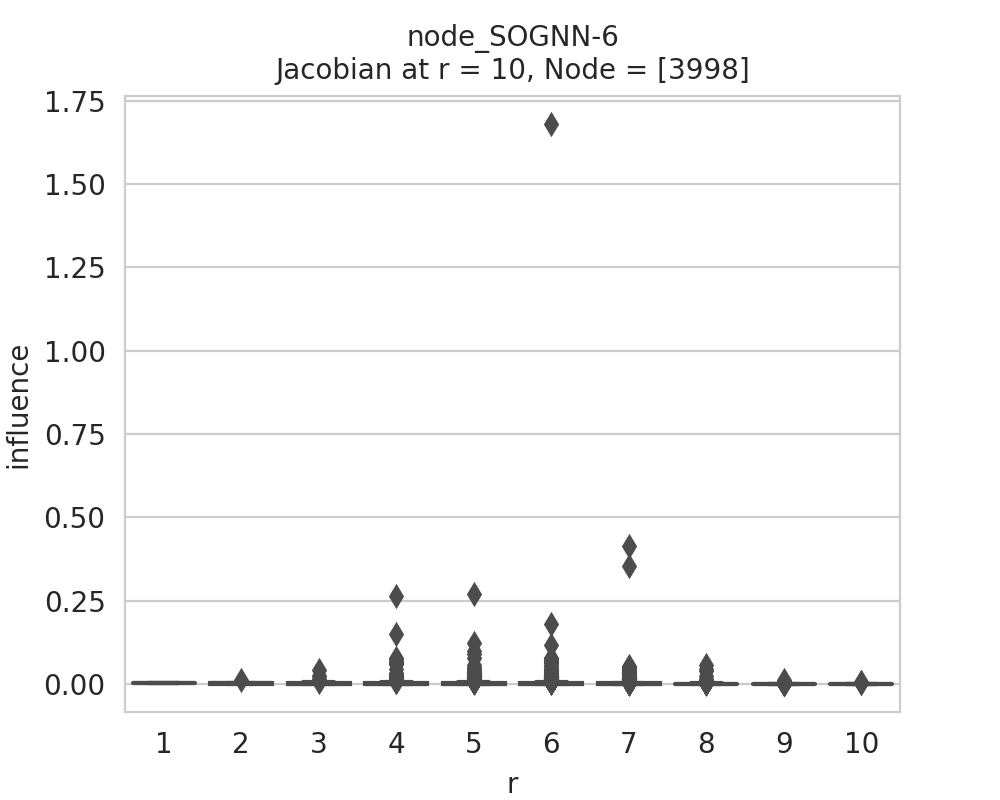 node_SOGNN-6
Jacobian at r = 10, Node = [3998]
1.75
1.50
1.25
1.00
0.75
0.50
0.25
0.00
influence
1 2 3 4 5 6 7 8 9 10
r